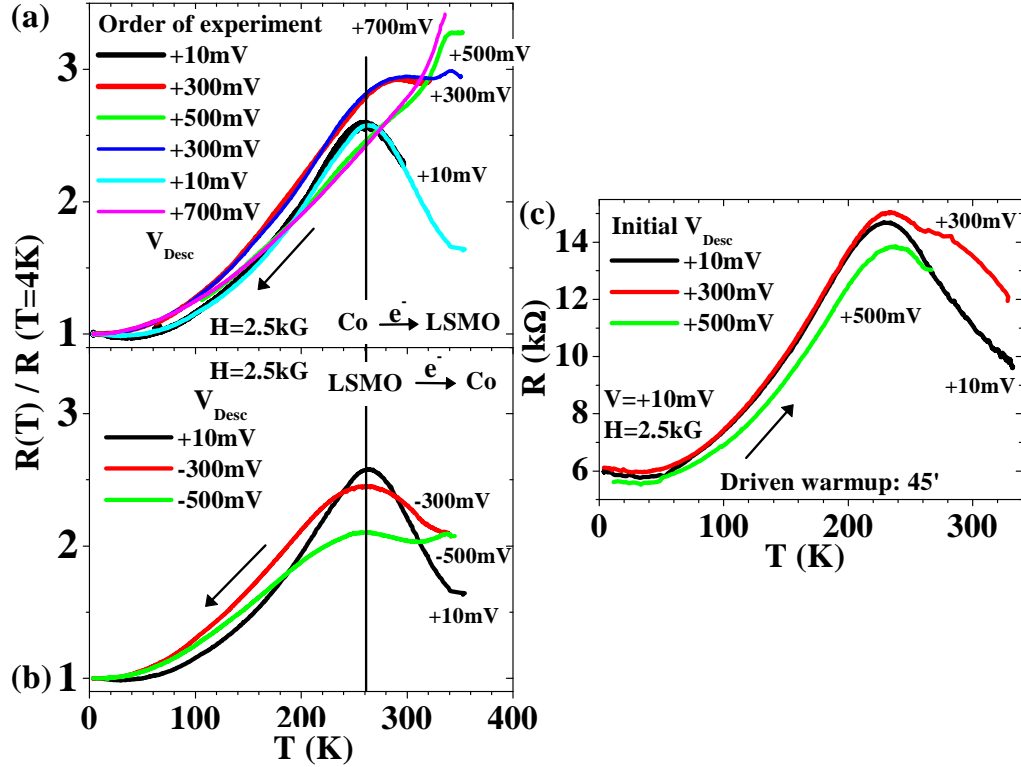 (a)
Order of experiment
+10mV
+300mV
+500mV
+300mV
+10mV
+700mV
V_Desc
+700mV
+500mV
+300mV
+10mV
H=2.5kG
Co e⁻ LSMO
3
2
1
R(T) / R (T=4K)
(b)
H=2.5kG
LSMO e⁻ Co
V_Desc
+10mV
-300mV
-500mV
-300mV
-500mV
+10mV
3
2
1
0 100 200 300 400
T (K)
(c)
Initial V_Desc
+10mV
+300mV
+500mV
+300mV
+500mV
+10mV
V=+10mV
H=2.5kG
Driven warmup: 45'
14
12
10
8
6
R (kΩ)
0 100 200 300
T (K)